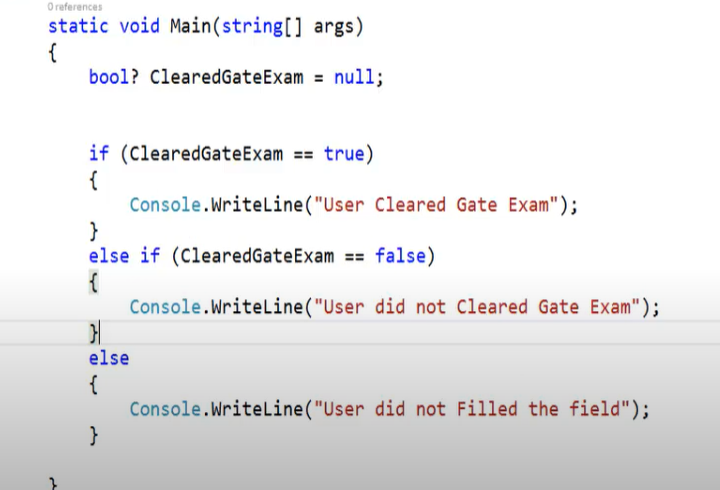 0 references
static void Main(string[] args)
{
bool? ClearedGateExam = null;
if (ClearedGateExam == true)
{
Console.WriteLine("User Cleared Gate Exam");
}
else if (ClearedGateExam == false)
{
Console.WriteLine("User did not Cleared Gate Exam");
}
else
{
Console.WriteLine("User did not Filled the field");
}
}